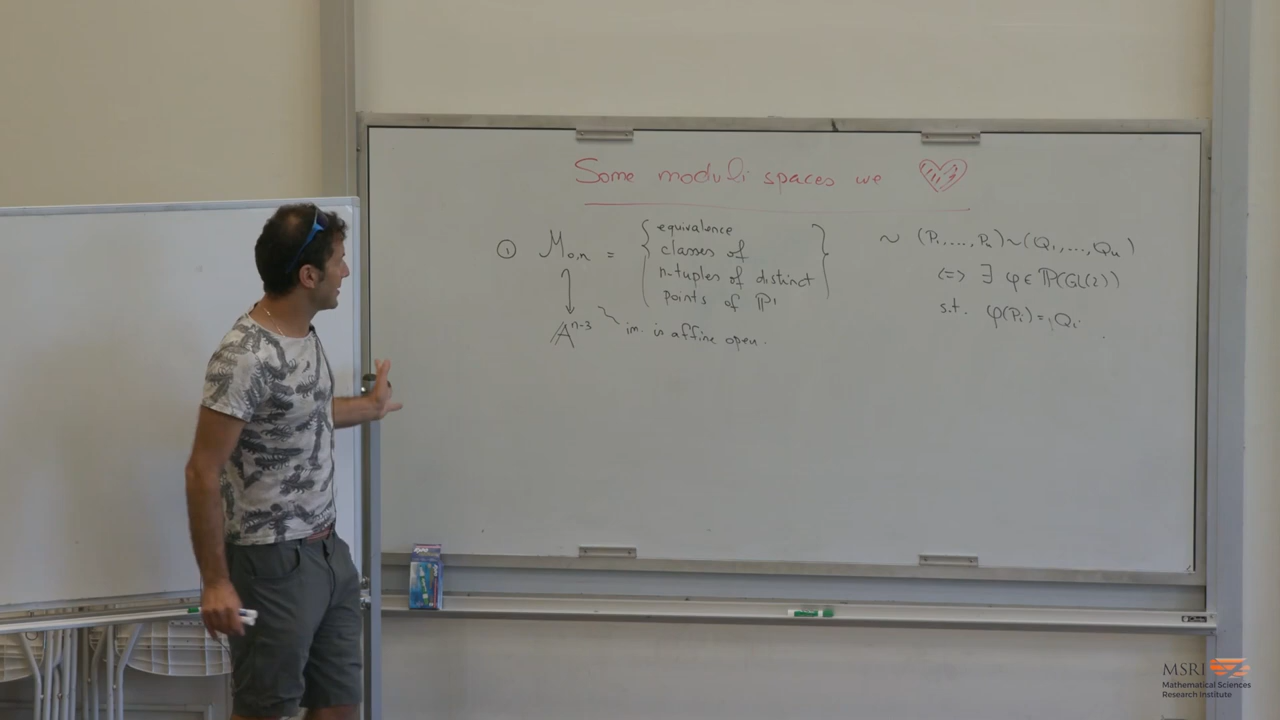 Some moduli spaces we ♡
① M₀,ₙ = { equivalence classes of n-tuples of distinct points of ℙ¹ }
𝔸ⁿ⁻³
im. is affine open.
~ (P₁,...,Pₙ)~(Q₁,...,Qₙ)
<=> ∃ φ ∈ ℙ(GL(2))
s.t. φ(Pᵢ) = Qᵢ
MSRI
Mathematical Sciences
Research Institute